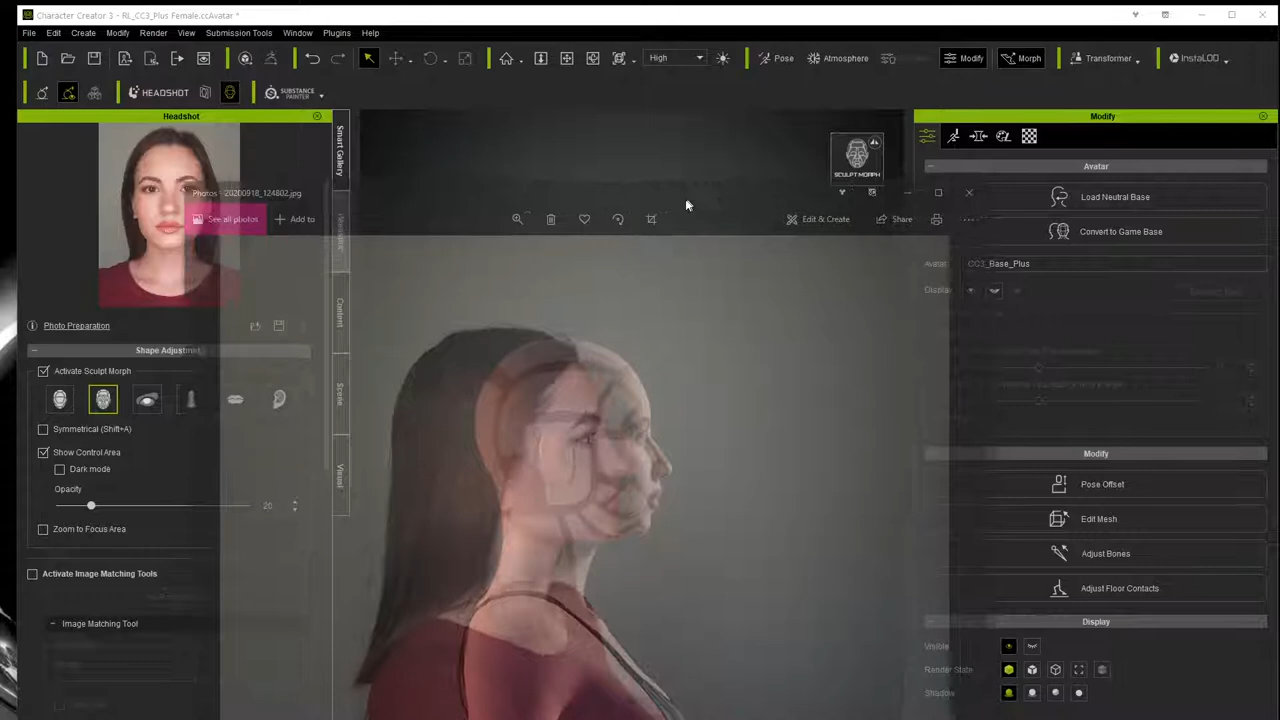 Character Creator 3 - RL_CC3_Plus Female.ccAvatar *
File Edit Create Modify Render View Submission Tools Window Plugins Help
High Pose Atmosphere Modify Morph Transformer InstaLOD
HEADSHOT SUBSTANCE PAINTER
Headshot
Smart Gallery
Content
Scene
Visual
Photos - 20200918_124802.jpg
See all photos Add to
Edit & Create Share
SCULPT MORPH
Photo Preparation
Shape Adjustment
Activate Sculpt Morph
Symmetrical (Shift+A)
Show Control Area
Dark mode
Opacity
20
Zoom to Focus Area
Activate Image Matching Tools
Image Matching Tool
Modify
Avatar
Load Neutral Base
Convert to Game Base
Avatar CC3_Base_Plus
Display
Modify
Pose Offset
Edit Mesh
Adjust Bones
Adjust Floor Contacts
Display
Visible
Render State
Shadow